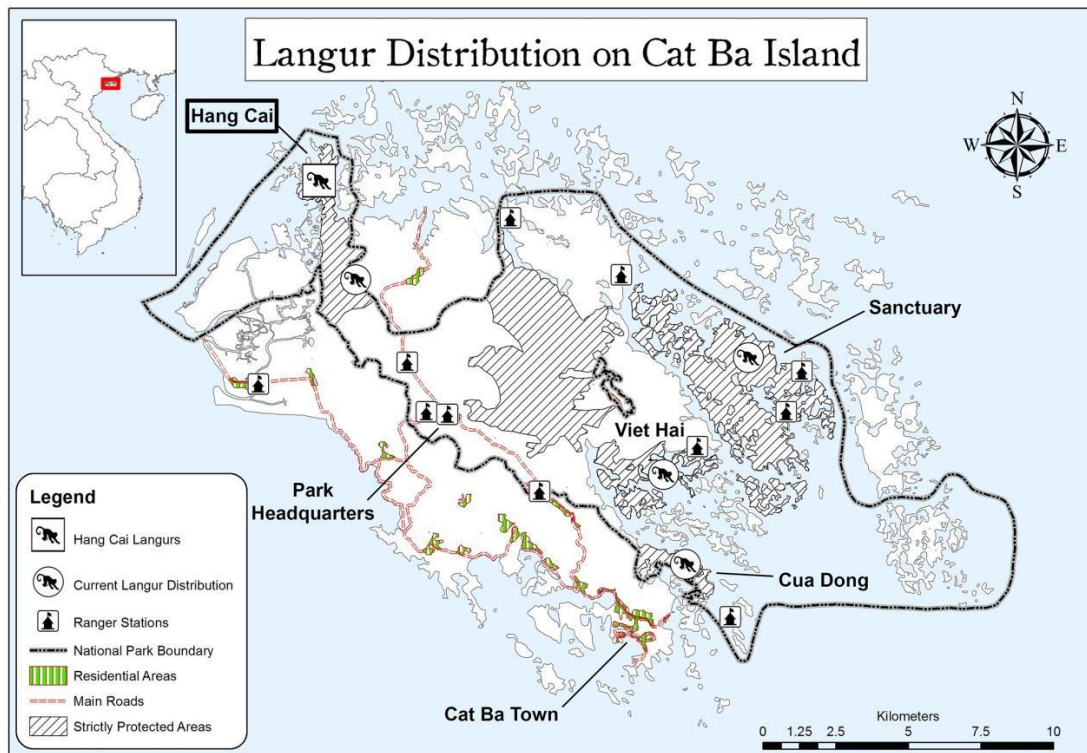 Langur Distribution on Cat Ba Island
Hang Cai
N
W E
S
Sanctuary
Viet Hai
Park
Headquarters
Cua Dong
Cat Ba Town
Legend
Hang Cai Langurs
Current Langur Distribution
Ranger Stations
National Park Boundary
Residential Areas
Main Roads
Strictly Protected Areas
Kilometers
0 1.25 2.5 5 7.5 10